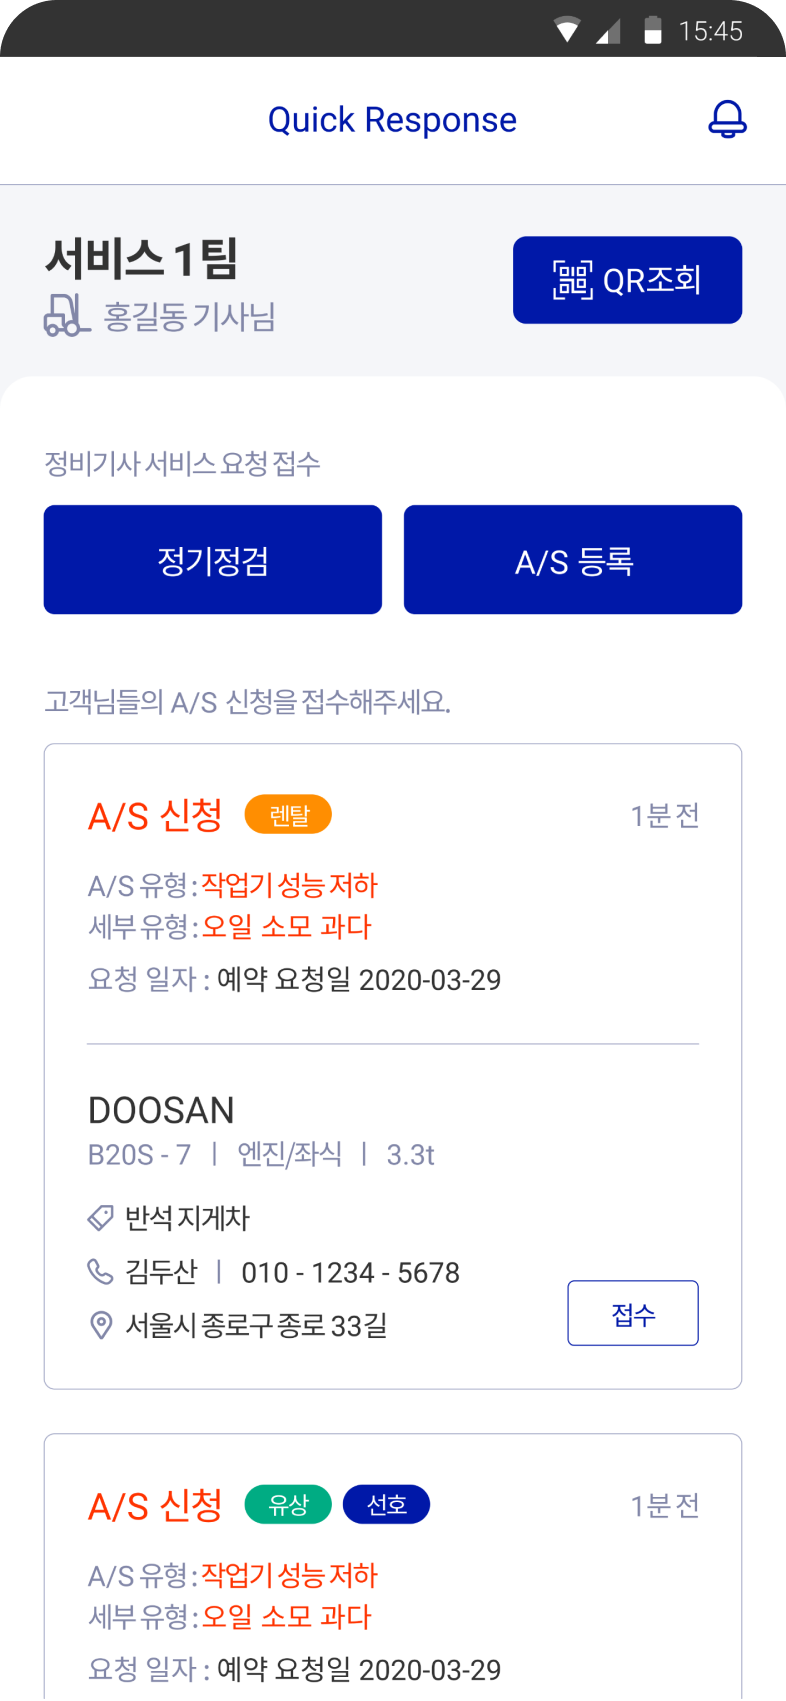 15:45
Quick Response
서비스 1팀
홍길동 기사님
QR조회
정비기사 서비스 요청 접수
정기정검
A/S 등록
고객님들의 A/S 신청을 접수해주세요.
A/S 신청 렌탈 1분 전
A/S 유형 : 작업기 성능 저하
세부 유형 : 오일 소모 과다
요청 일자 : 예약 요청일 2020-03-29
DOOSAN
B20S - 7 | 엔진/좌식 | 3.3t
반석 지게차
김두산 | 010 - 1234 - 5678
서울시 종로구 종로 33길
접수
A/S 신청 유상 선호 1분 전
A/S 유형 : 작업기 성능 저하
세부 유형 : 오일 소모 과다
요청 일자 : 예약 요청일 2020-03-29